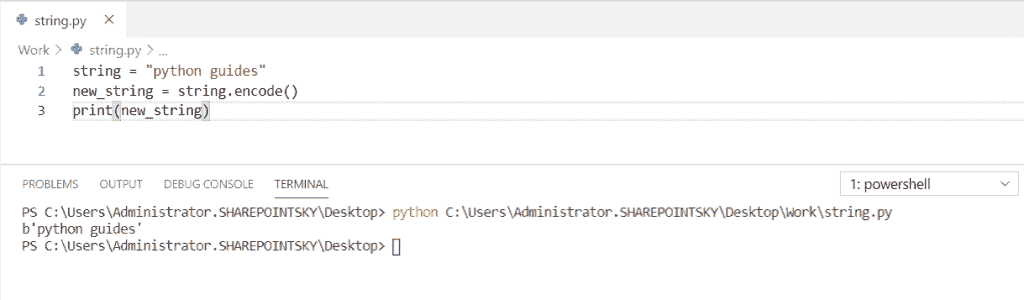 string.py ×
Work > string.py > ...
1 string = "python guides"
2 new_string = string.encode()
3 print(new_string)
PROBLEMS OUTPUT DEBUG CONSOLE TERMINAL 1: powershell
PS C:\Users\Administrator.SHAREPOINTSKY\Desktop> python C:\Users\Administrator.SHAREPOINTSKY\Desktop\Work\string.py
b'python guides'
PS C:\Users\Administrator.SHAREPOINTSKY\Desktop>